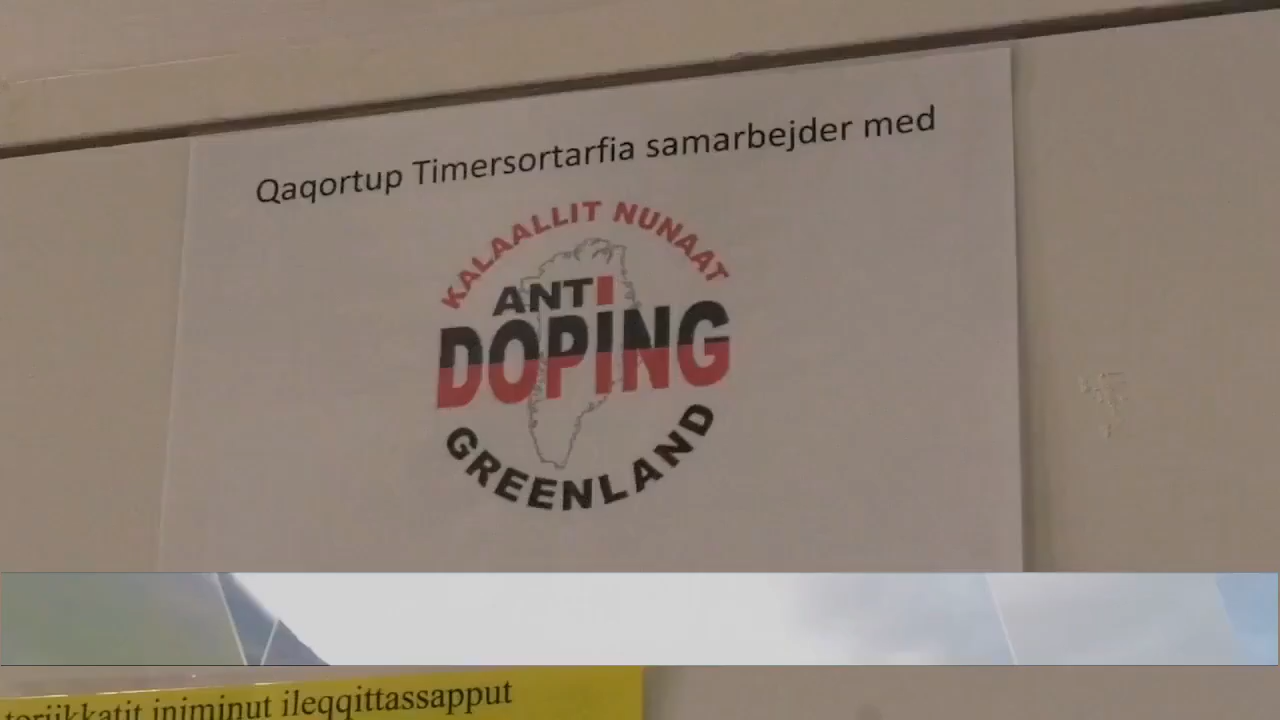 Qaqortup Timersortarfia samarbejder med
KALAALLIT NUNAAT
ANTI
DOPING
GREENLAND
iniminut ileqqittassapput